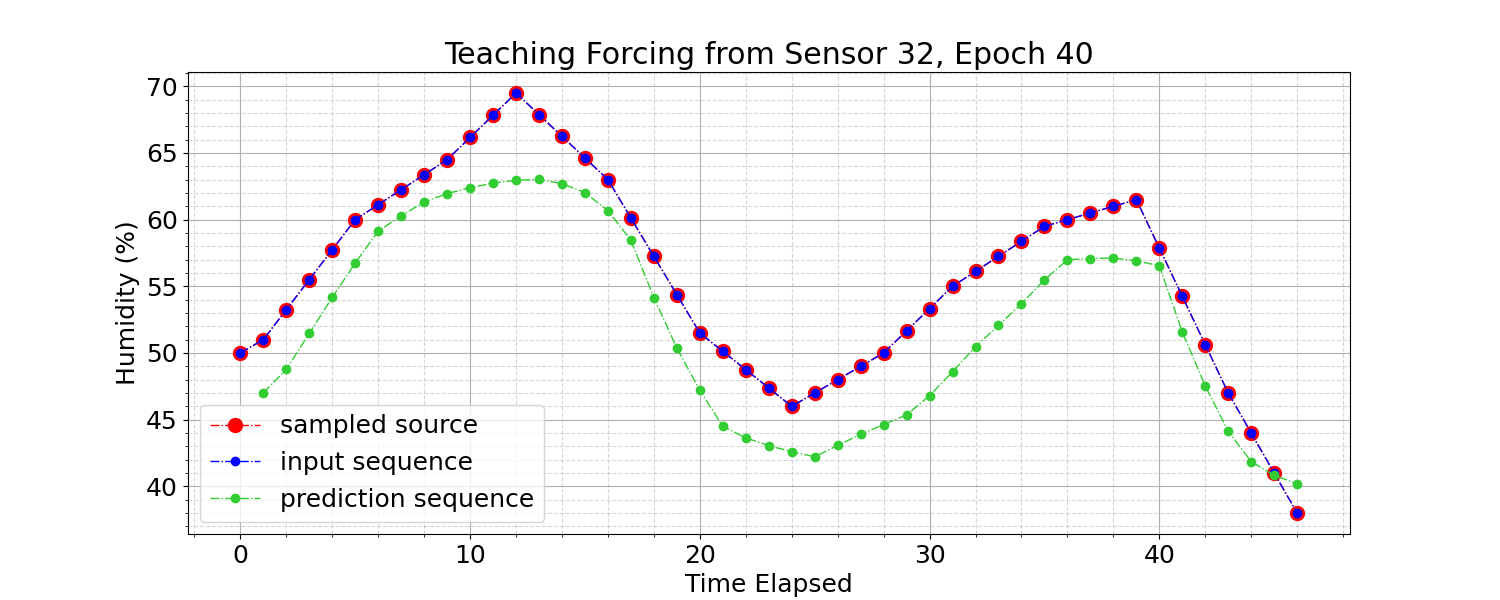 Teaching Forcing from Sensor 32, Epoch 40
Humidity (%)
70
65
60
55
50
45
40
sampled source
input sequence
prediction sequence
0 10 20 30 40
Time Elapsed